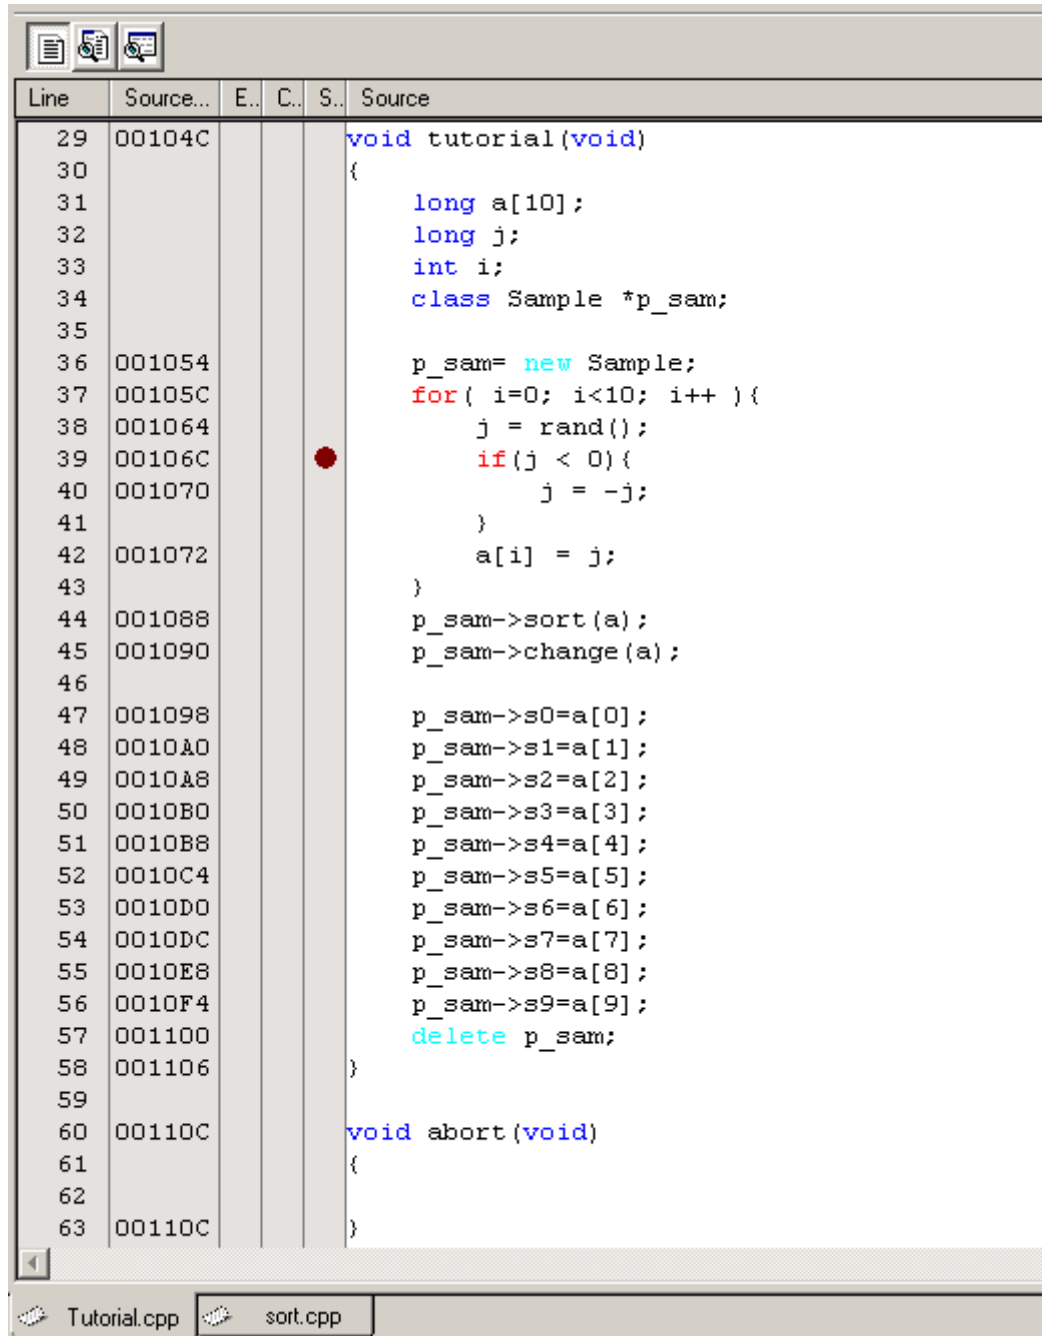 Line Source... E.. C.. S.. Source
29 00104C void tutorial(void)
30 {
31 long a[10];
32 long j;
33 int i;
34 class Sample *p_sam;
35
36 001054 p_sam= new Sample;
37 00105C for( i=0; i<10; i++ ){
38 001064 j = rand();
39 00106C if(j < 0){
40 001070 j = -j;
41 }
42 001072 a[i] = j;
43 }
44 001088 p_sam->sort(a);
45 001090 p_sam->change(a);
46
47 001098 p_sam->s0=a[0];
48 0010A0 p_sam->s1=a[1];
49 0010A8 p_sam->s2=a[2];
50 0010B0 p_sam->s3=a[3];
51 0010B8 p_sam->s4=a[4];
52 0010C4 p_sam->s5=a[5];
53 0010D0 p_sam->s6=a[6];
54 0010DC p_sam->s7=a[7];
55 0010E8 p_sam->s8=a[8];
56 0010F4 p_sam->s9=a[9];
57 001100 delete p_sam;
58 001106 }
59
60 00110C void abort(void)
61 {
62
63 00110C }
Tutorial.cpp sort.cpp